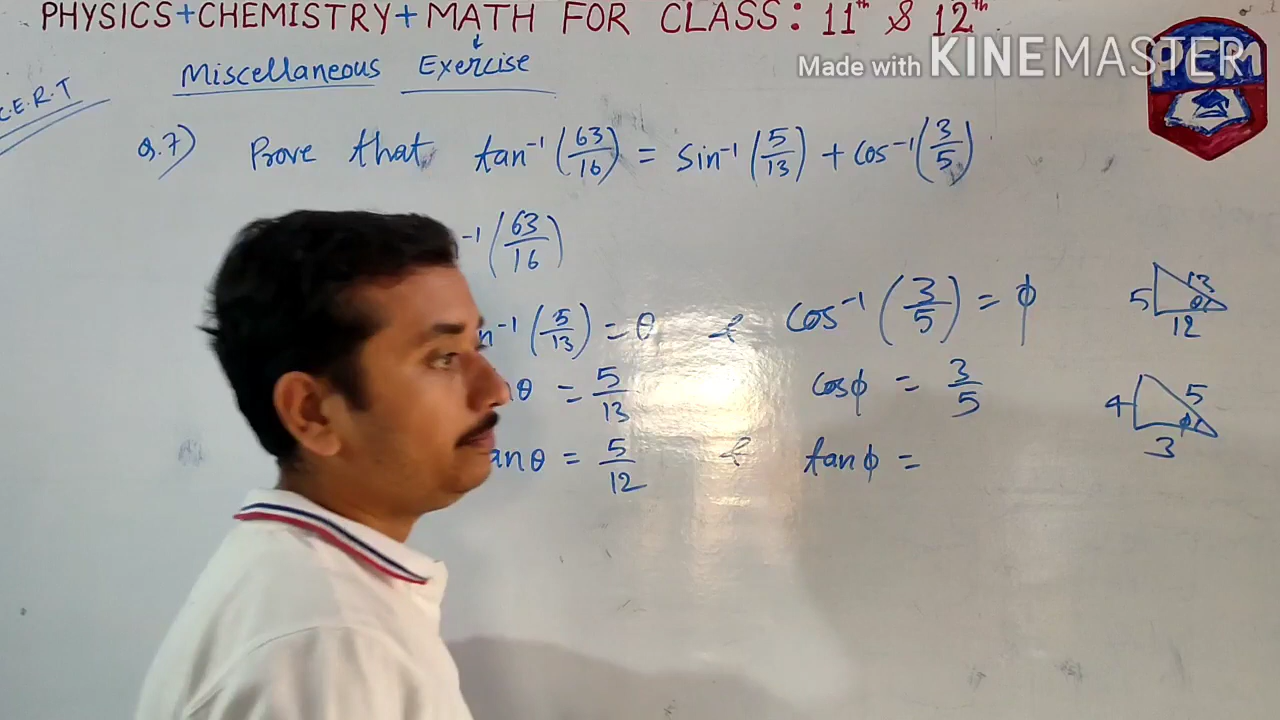 PHYSICS+CHEMISTRY+MATH FOR CLASS: 11th & 12th
Made with KINEMASTER
PCM
Miscellaneous Exercise
C.E.R.T
Q.7) Prove that tan⁻¹(63/16) = sin⁻¹(5/13) + cos⁻¹(3/5)
⁻¹(63/16)
n⁻¹(5/13) = θ & cos⁻¹(3/5) = ϕ
5 13 θ 12
θ = 5/13 cosϕ = 3/5
4 5 ϕ 3
anθ = 5/12 & tanϕ =